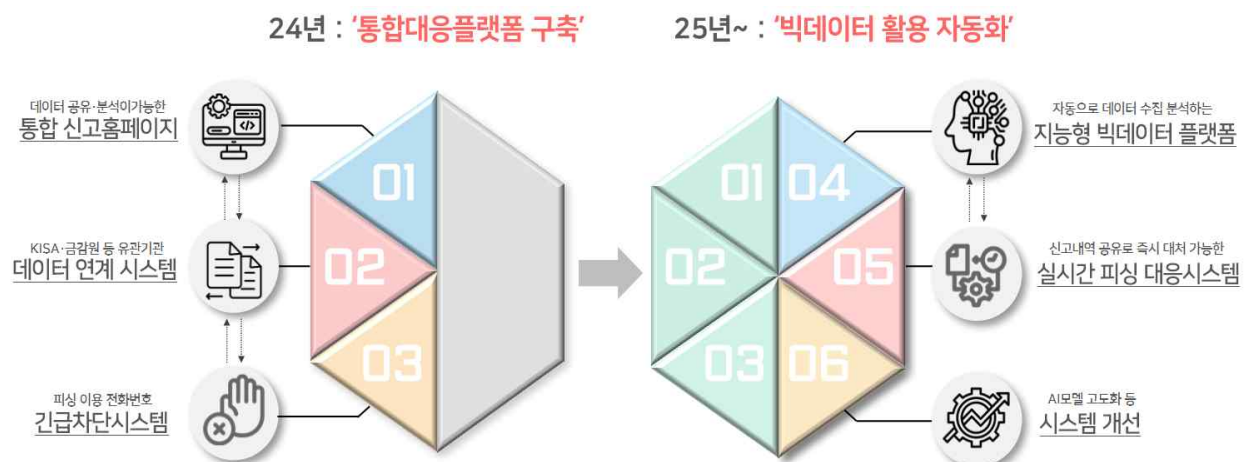 24년 : '통합대응플랫폼 구축'
데이터 공유·분석이가능한
통합 신고홈페이지
KISA·금감원 등 유관기관
데이터 연계 시스템
피싱 이용 전화번호
긴급차단시스템
01
02
03
25년~ : '빅데이터 활용 자동화'
01
04
02
05
03
06
자동으로 데이터 수집 분석하는
지능형 빅데이터 플랫폼
신고내역 공유로 즉시 대처 가능한
실시간 피싱 대응시스템
AI모델 고도화 등
시스템 개선